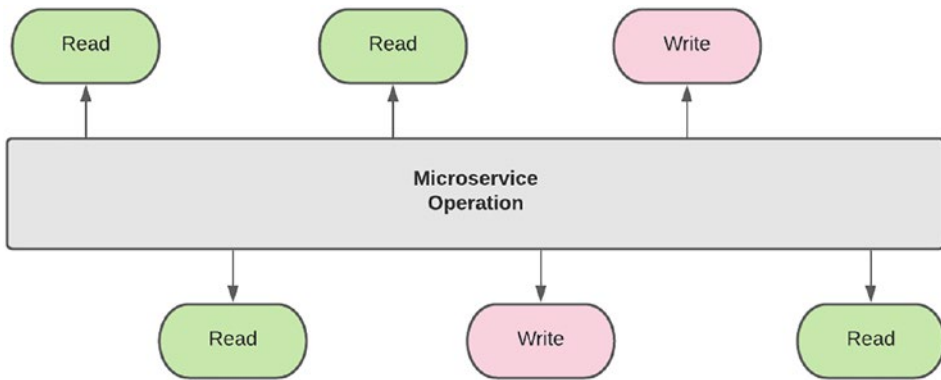 Read
Read
Write
Microservice
Operation
Read
Write
Read